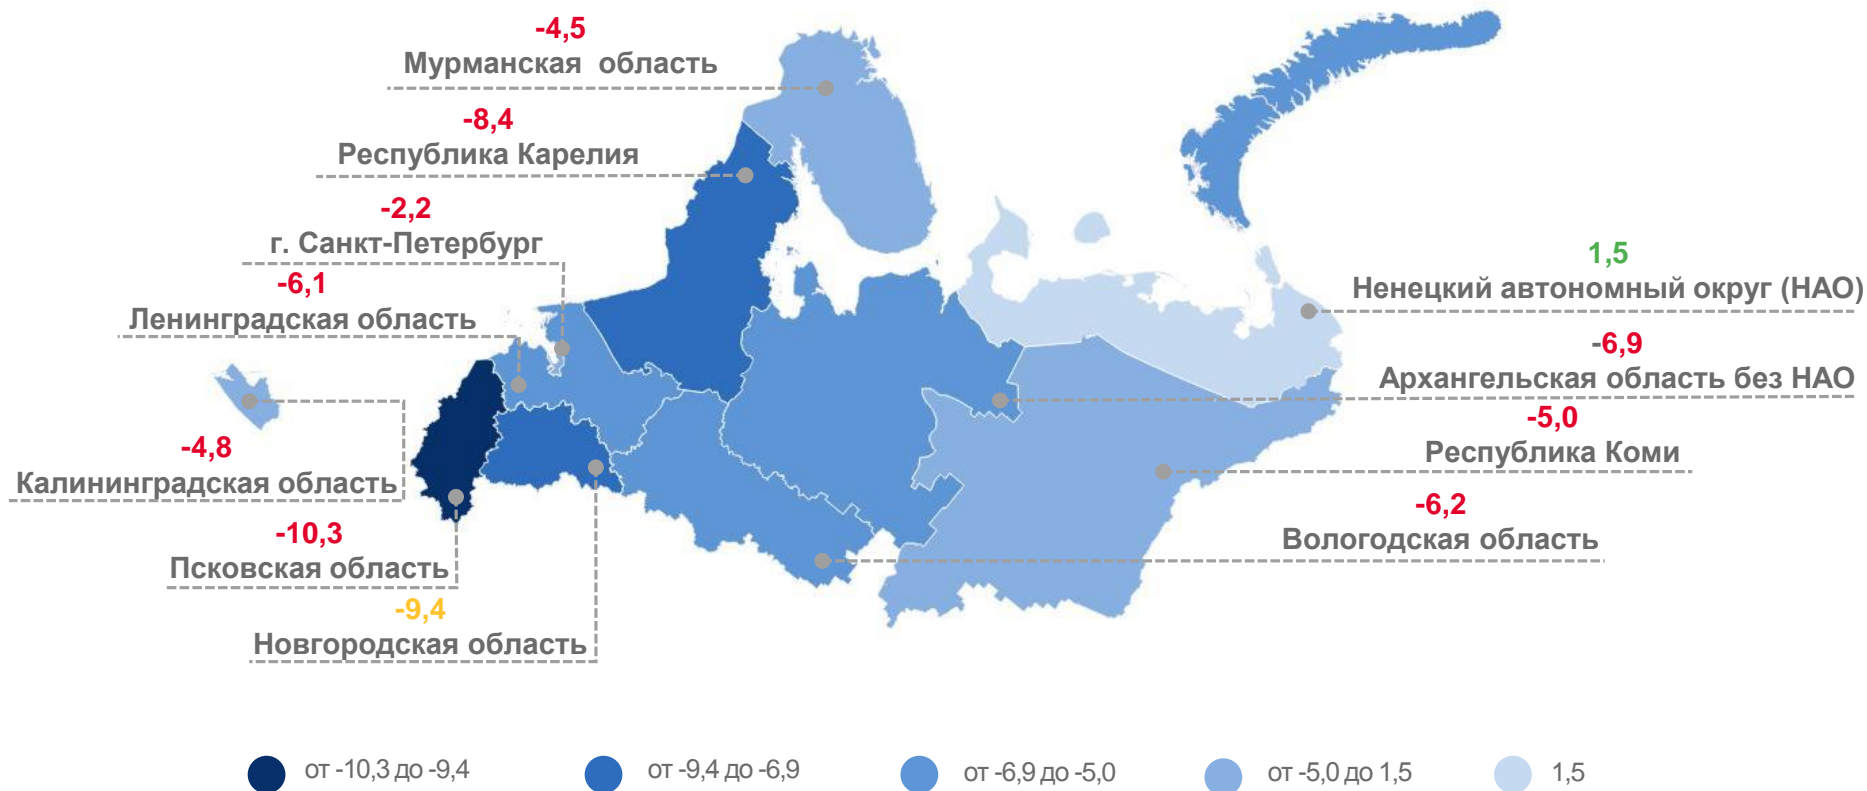 -4,5
Мурманская область
-8,4
Республика Карелия
-2,2
г. Санкт-Петербург
-6,1
Ленинградская область
-4,8
Калининградская область
-10,3
Псковская область
-9,4
Новгородская область
1,5
Ненецкий автономный округ (НАО)
-6,9
Архангельская область без НАО
-5,0
Республика Коми
-6,2
Вологодская область
от -10,3 до -9,4
от -9,4 до -6,9
от -6,9 до -5,0
от -5,0 до 1,5
1,5